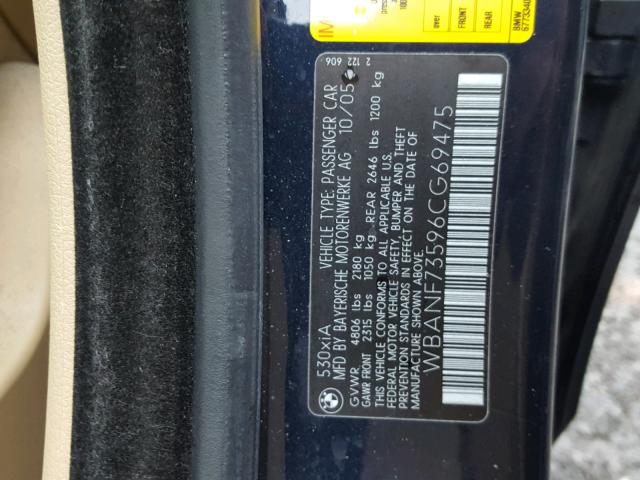 530xiA VEHICLE TYPE: PASSENGER CAR
MFD BY BAYERISCHE MOTORENWERKE AG 10/05
GVWR 4806 lbs 2180 kg
GAWR FRONT 2315 lbs 1050 kg REAR 2646 lbs 1200 kg
THIS VEHICLE CONFORMS TO ALL APPLICABLE U.S.
FEDERAL MOTOR VEHICLE SAFETY, BUMPER AND THEFT
PREVENTION STANDARDS IN EFFECT ON THE DATE OF
MANUFACTURE SHOWN ABOVE.
WBANF73596CG69475
2 122 606
over
FRONT
REAR
BMW